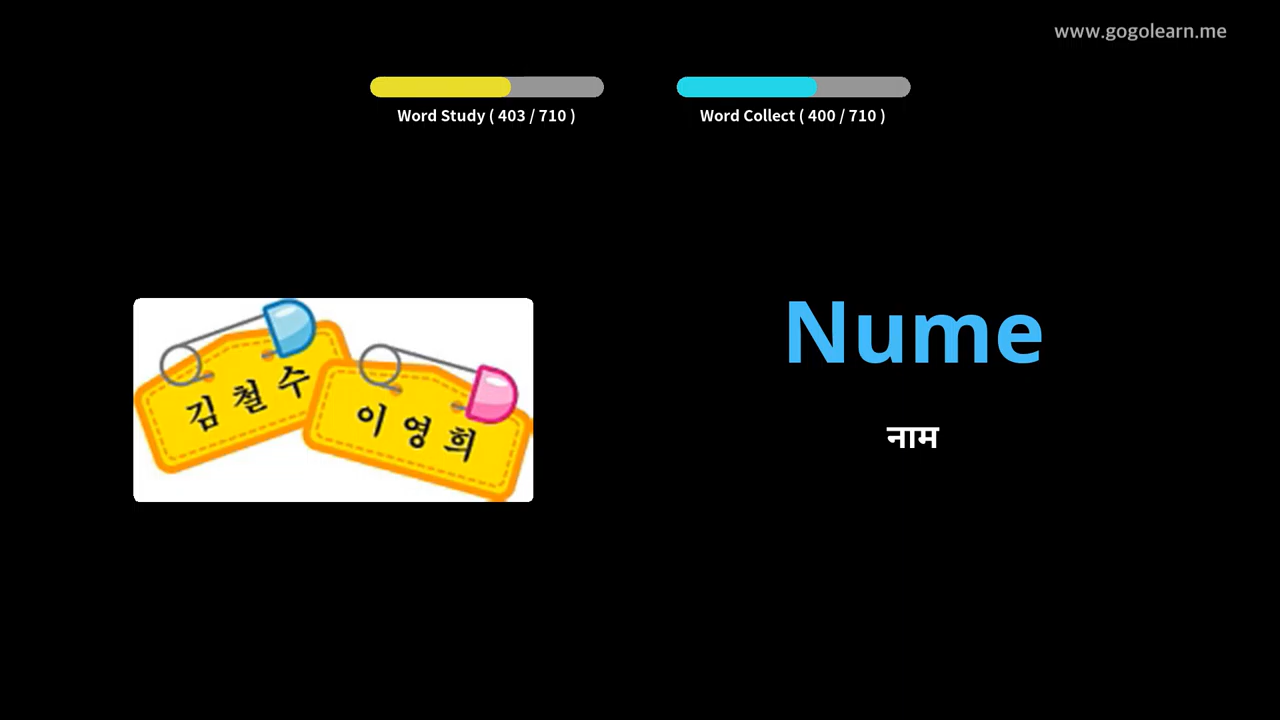 www.gogolearn.me
Word Study ( 403 / 710 )
Word Collect ( 400 / 710 )
김철수
이영희
Nume
नाम